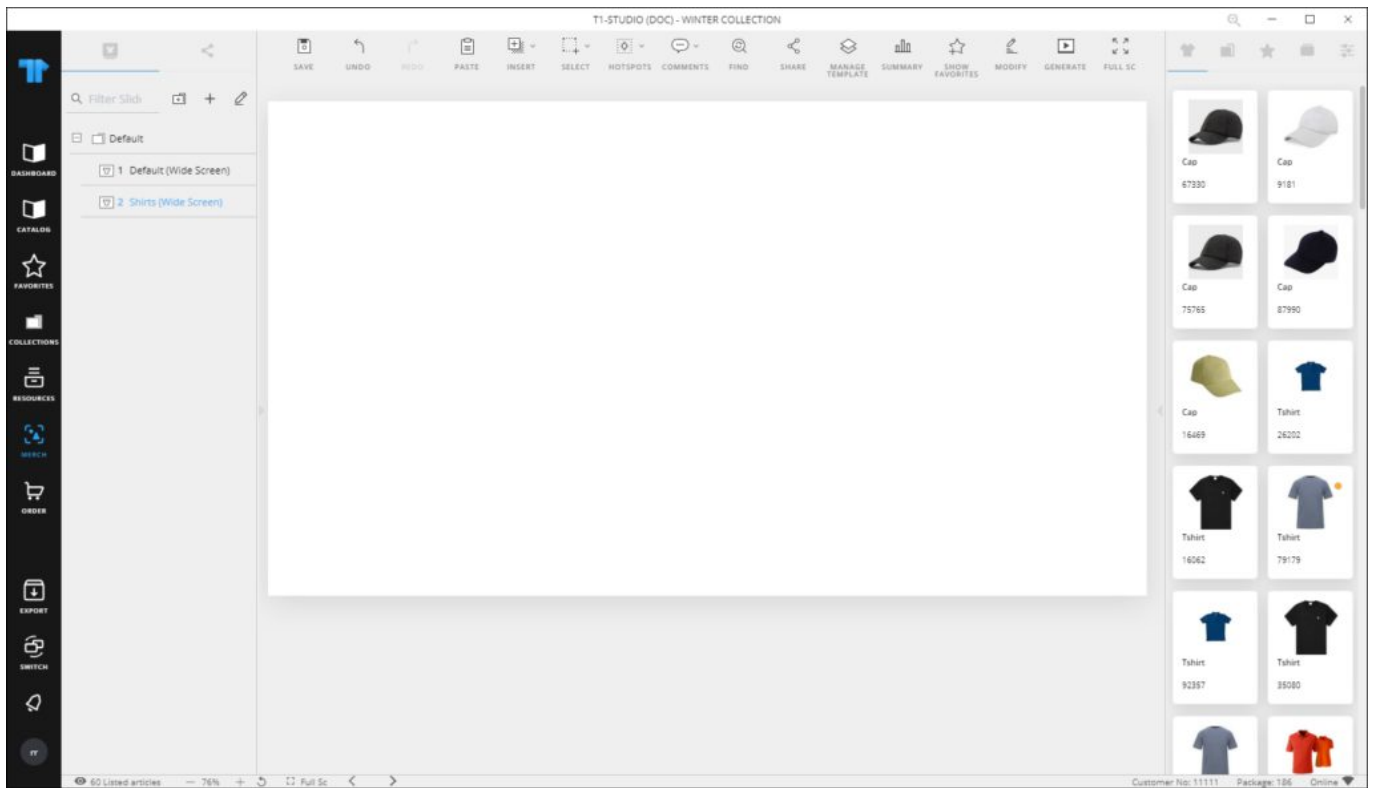 T1-STUDIO (DOC) - WINTER COLLECTION
SAVE
UNDO
REDO
PASTE
INSERT
SELECT
HOTSPOTS
COMMENTS
FIND
SHARE
MANAGE
TEMPLATE
SUMMARY
SHOW
FAVORITES
MODIFY
GENERATE
FULL SC
DASHBOARD
CATALOG
FAVORITES
COLLECTIONS
RESOURCES
MERCH
ORDER
EXPORT
SWITCH
Filter Slid
Default
1 Default (Wide Screen)
2 Shirts (Wide Screen)
Cap
67330
Cap
9181
Cap
75765
Cap
87990
Cap
16469
Tshirt
26202
Tshirt
16062
Tshirt
79179
Tshirt
92357
Tshirt
35080
60 Listed articles
76%
Full Sc
Customer No: 11111
Package: 186
Online